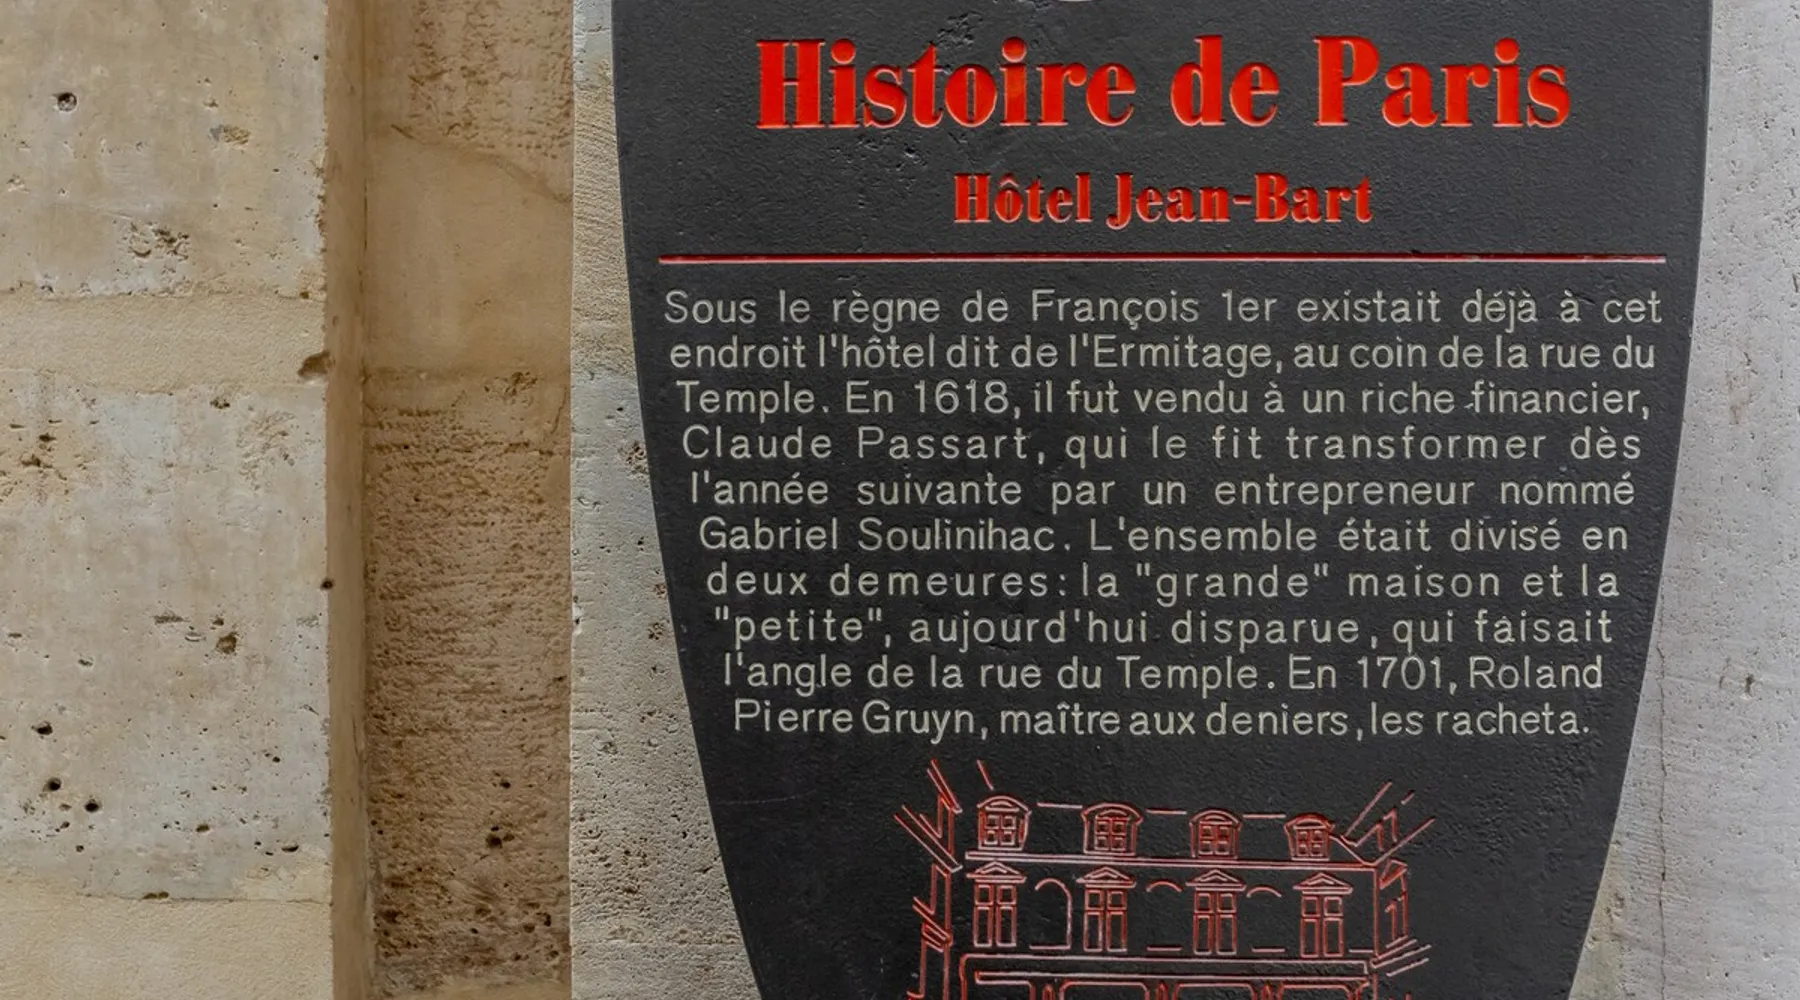 Histoire de Paris
Hôtel Jean-Bart
Sous le règne de François 1er existait déjà à cet
endroit l'hôtel dit de l'Ermitage, au coin de la rue du
Temple. En 1618, il fut vendu à un riche financier,
Claude Passart, qui le fit transformer dès
l'année suivante par un entrepreneur nommé
Gabriel Soulinihac. L'ensemble était divisé en
deux demeures: la "grande" maison et la
"petite", aujourd'hui disparue, qui faisait
l'angle de la rue du Temple. En 1701, Roland
Pierre Gruyn, maître aux deniers, les racheta.